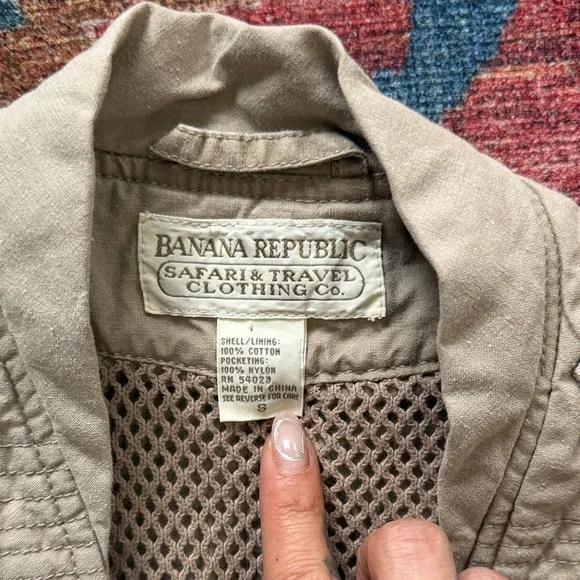 BANANA REPUBLIC
SAFARI & TRAVEL
CLOTHING Co.
SHELL/LINING:
100% COTTON
POCKETING:
100% NYLON
RN 54023
MADE IN CHINA
SEE REVERSE FOR CARE
S